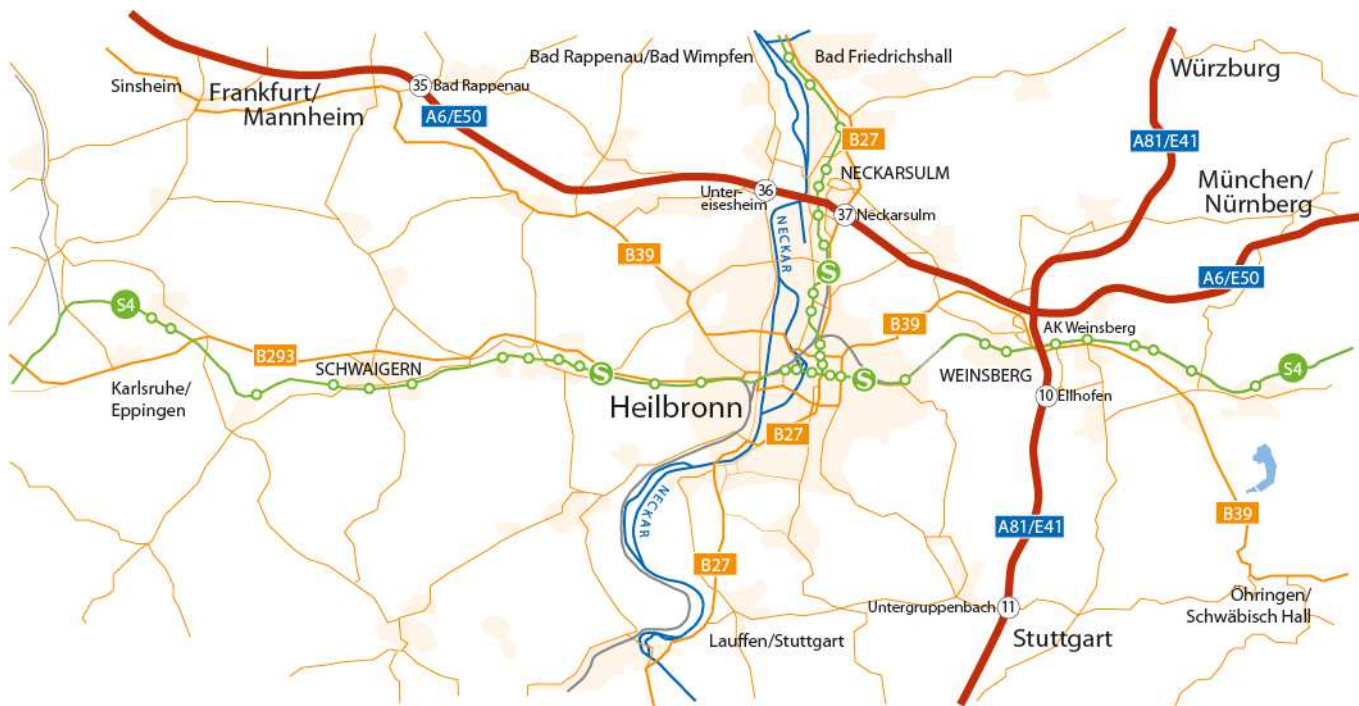 Bad Rappenau/Bad Wimpfen
Bad Friedrichshall
Würzburg
Sinsheim
Frankfurt/
Mannheim
35
Bad Rappenau
A6/E50
B27
A81/E41
NECKARSULM
München/
Nürnberg
Unter-
eisesheim
36
37
Neckarsulm
NECKAR
B39
A6/E50
S
S4
B39
AK Weinsberg
B293
SCHWAIGERN
S
S
WEINSBERG
S4
Karlsruhe/
Eppingen
Heilbronn
10
Ellhofen
B27
NECKAR
A81/E41
B39
B27
Untergruppenbach
11
Öhringen/
Schwäbisch Hall
Lauffen/Stuttgart
Stuttgart